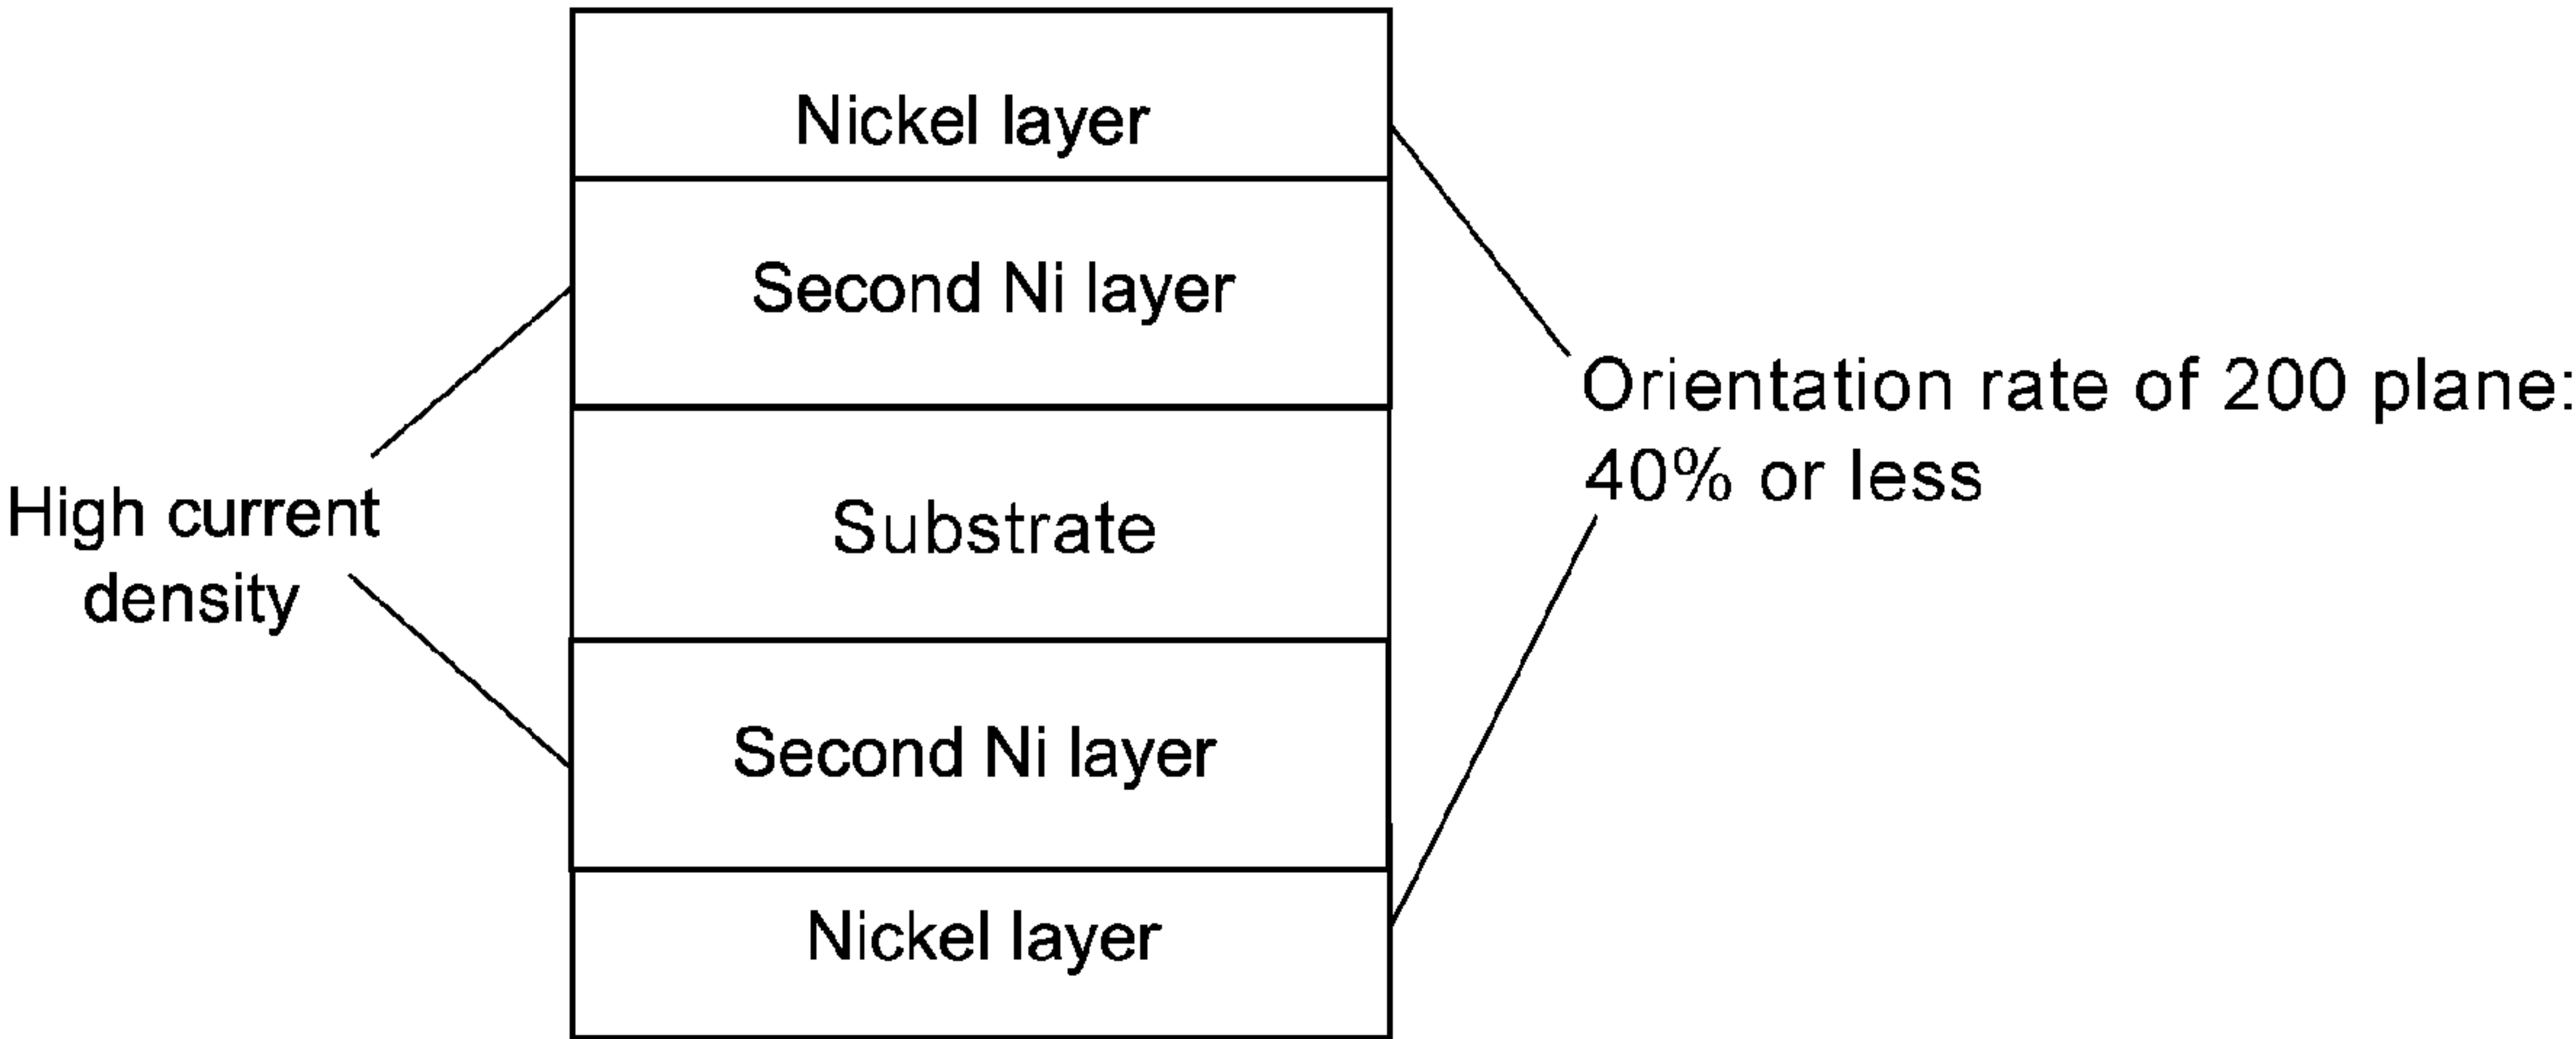 Nickel layer
Second Ni layer
Orientation rate of 200 plane:
40% or less
High current
density
Substrate
Second Ni layer
Nickel layer